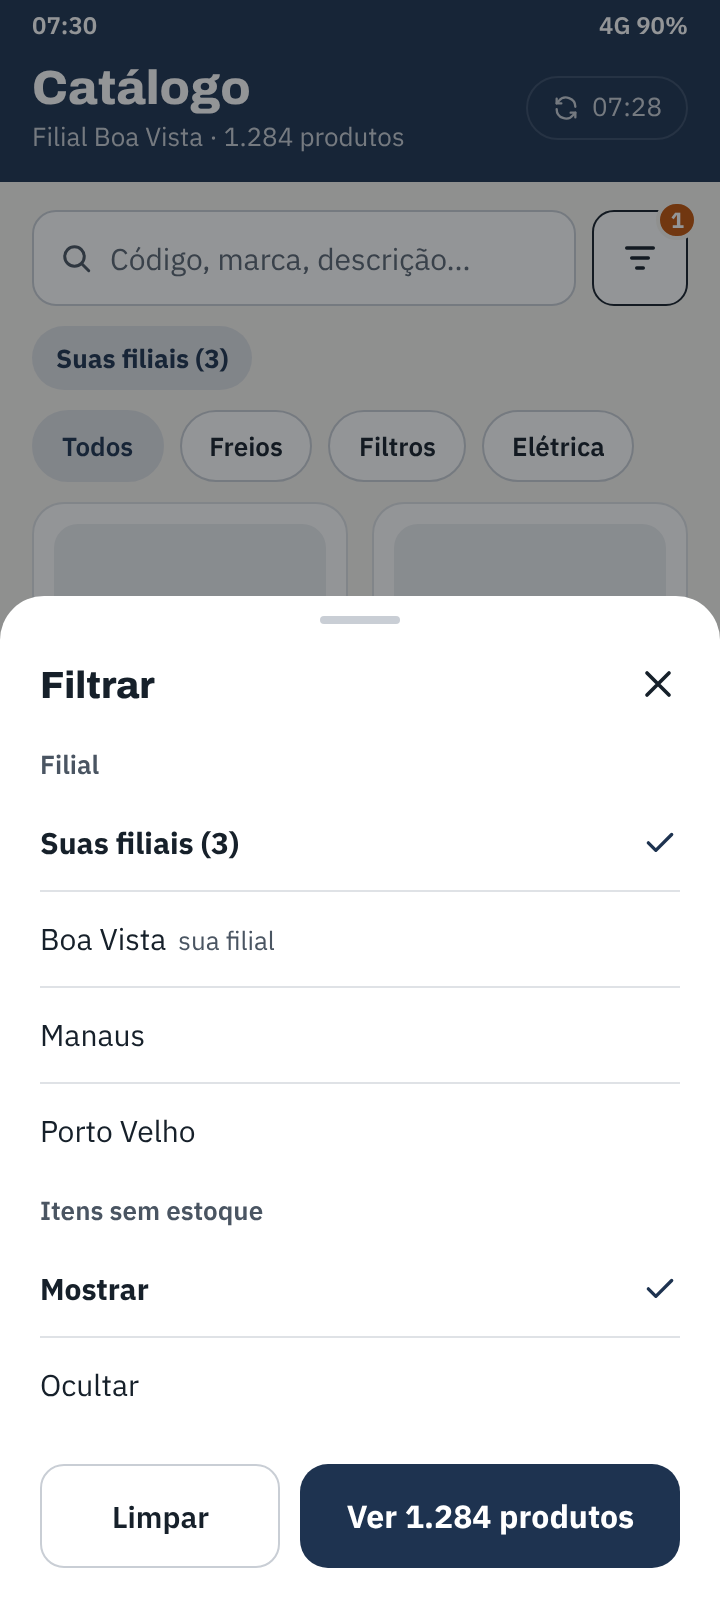 07:30
4G 90%
Catálogo
Filial Boa Vista · 1.284 produtos
07:28
Código, marca, descrição...
1
Suas filiais (3)
Todos
Freios
Filtros
Elétrica
Filtrar
Filial
Suas filiais (3)
Boa Vista sua filial
Manaus
Porto Velho
Itens sem estoque
Mostrar
Ocultar
Limpar
Ver 1.284 produtos